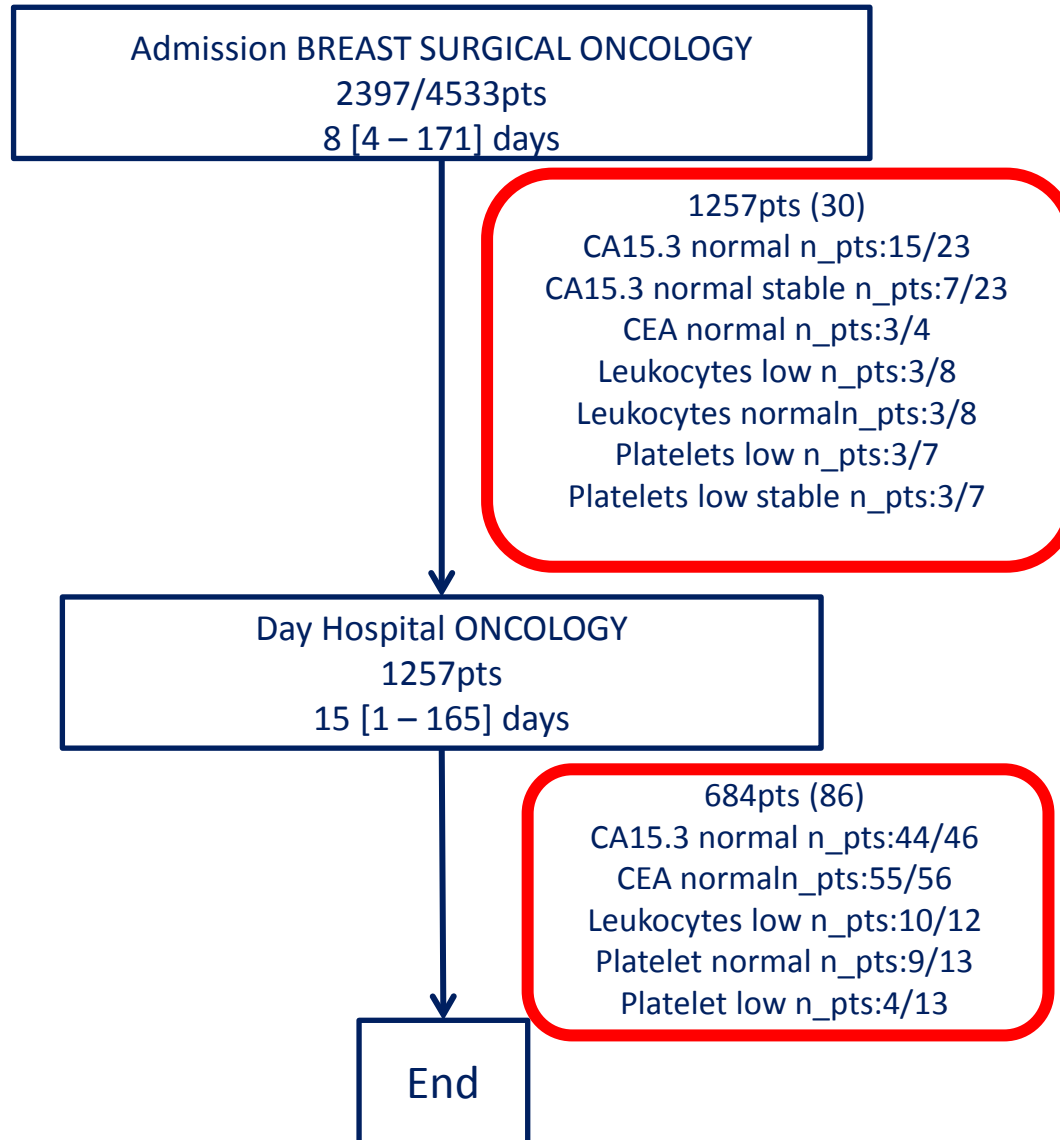 Admission BREAST SURGICAL ONCOLOGY
2397/4533pts
8 [4 – 171] days
1257pts (30)
CA15.3 normal n_pts:15/23
CA15.3 normal stable n_pts:7/23
CEA normal n_pts:3/4
Leukocytes low n_pts:3/8
Leukocytes normaln_pts:3/8
Platelets low n_pts:3/7
Platelets low stable n_pts:3/7
Day Hospital ONCOLOGY
1257pts
15 [1 – 165] days
684pts (86)
CA15.3 normal n_pts:44/46
CEA normaln_pts:55/56
Leukocytes low n_pts:10/12
Platelet normal n_pts:9/13
Platelet low n_pts:4/13
End